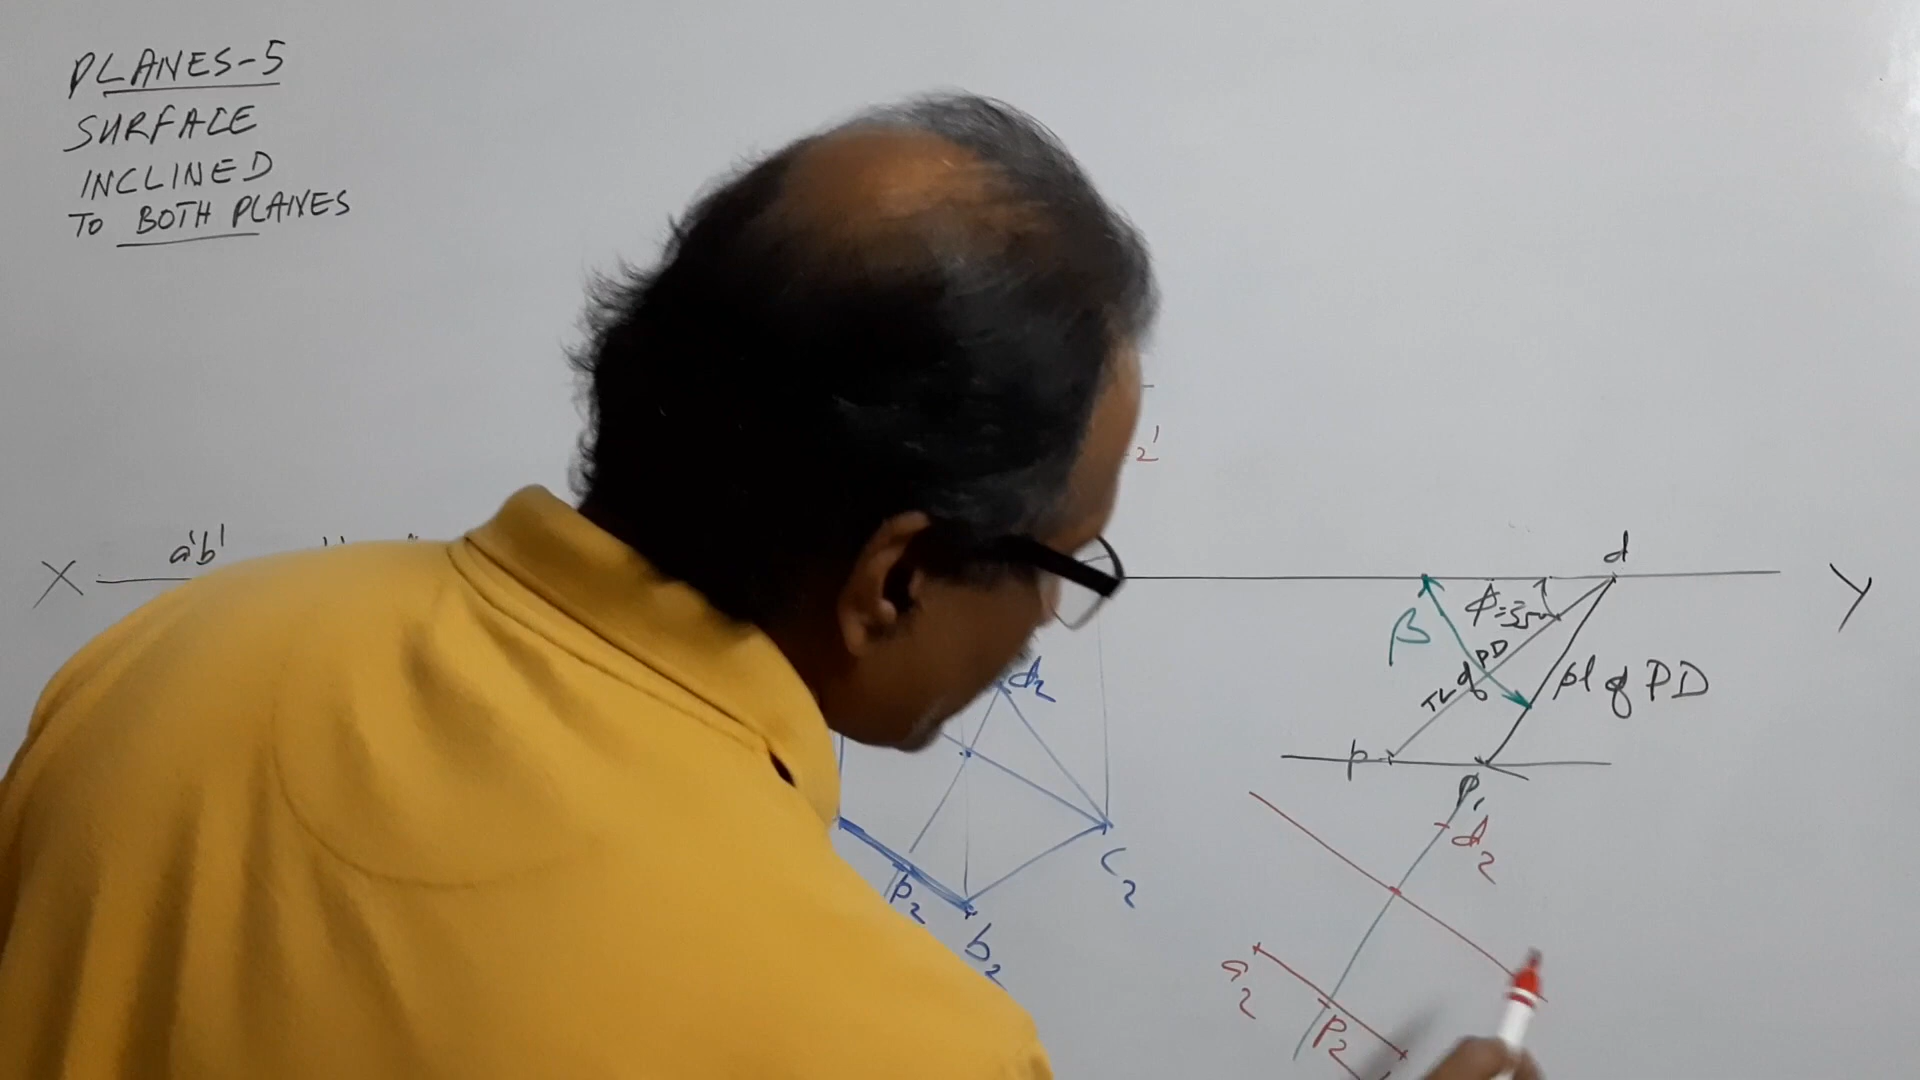 PLANES-5
SURFACE
INCLINED
TO BOTH PLANES
2'
X
a'b'
d
Y
β
TL of PD
pl of PD
p
p1
d2
d2
c2
p2
b2
a2
p2